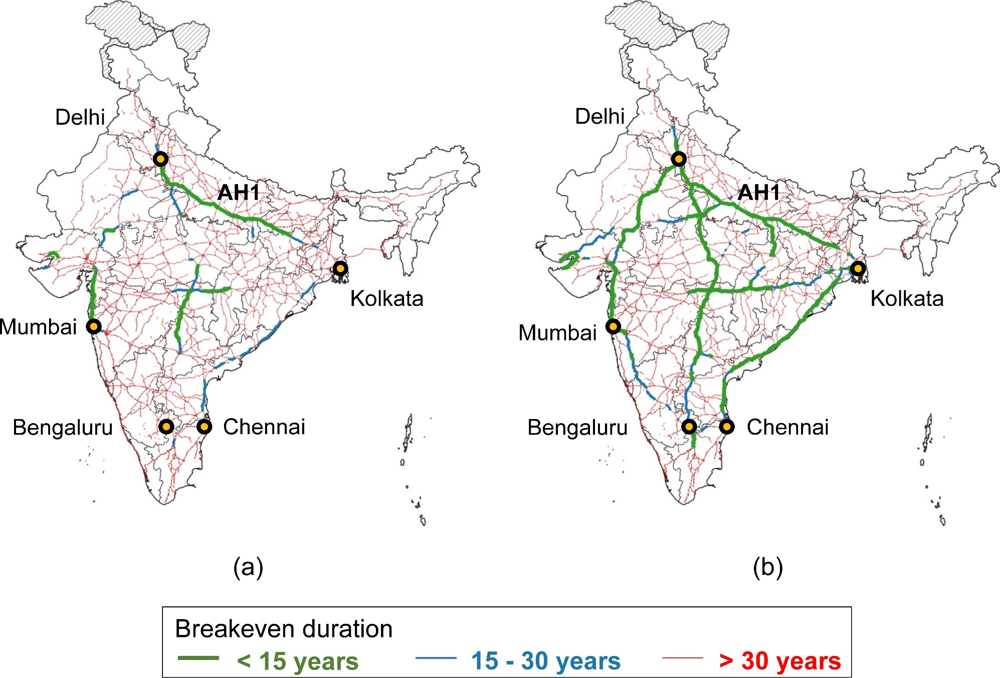 Delhi
AH1
Kolkata
Mumbai
Bengaluru
Chennai
(a)
Delhi
AH1
Kolkata
Mumbai
Bengaluru
Chennai
(b)
Breakeven duration
< 15 years
15 - 30 years
> 30 years